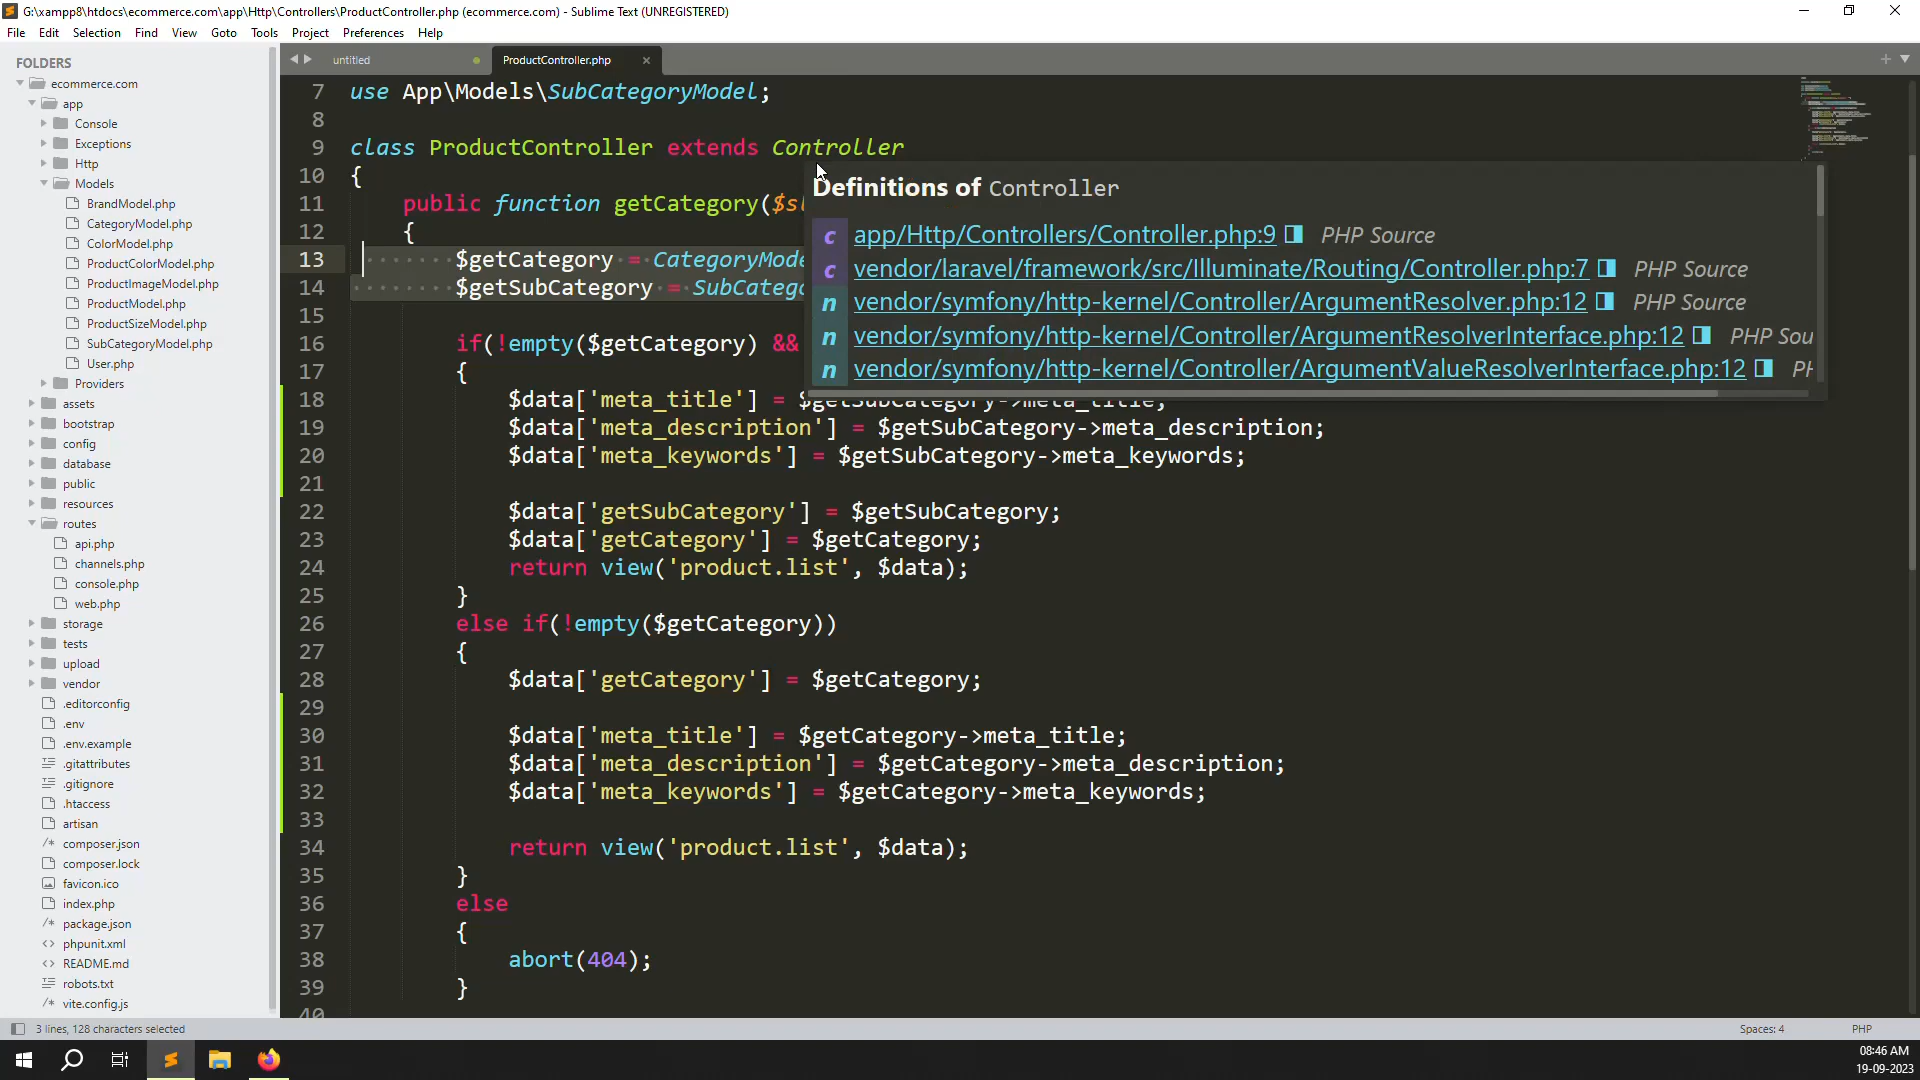 G:\xampp8\htdocs\ecommerce.com\app\Http\Controllers\ProductController.php (ecommerce.com) - Sublime Text (UNREGISTERED)
File Edit Selection Find View Goto Tools Project Preferences Help
FOLDERS
ecommerce.com
app
Console
Exceptions
Http
Models
BrandModel.php
CategoryModel.php
ColorModel.php
ProductColorModel.php
ProductImageModel.php
ProductModel.php
ProductSizeModel.php
SubCategoryModel.php
User.php
Providers
assets
bootstrap
config
database
public
resources
routes
api.php
channels.php
console.php
web.php
storage
tests
upload
vendor
.editorconfig
.env
.env.example
.gitattributes
.gitignore
.htaccess
artisan
composer.json
composer.lock
favicon.ico
index.php
package.json
phpunit.xml
README.md
robots.txt
vite.config.js
untitled
ProductController.php
7 use App\Models\SubCategoryModel;
8
9 class ProductController extends Controller
10 {
11 public function getCategory($sl
12 {
13 $getCategory = CategoryMode
14 $getSubCategory = SubCatego
15
16 if(!empty($getCategory) &&
17 {
18 $data['meta_title'] = $getSubCategory->meta_title;
19 $data['meta_description'] = $getSubCategory->meta_description;
20 $data['meta_keywords'] = $getSubCategory->meta_keywords;
21
22 $data['getSubCategory'] = $getSubCategory;
23 $data['getCategory'] = $getCategory;
24 return view('product.list', $data);
25 }
26 else if(!empty($getCategory))
27 {
28 $data['getCategory'] = $getCategory;
29
30 $data['meta_title'] = $getCategory->meta_title;
31 $data['meta_description'] = $getCategory->meta_description;
32 $data['meta_keywords'] = $getCategory->meta_keywords;
33
34 return view('product.list', $data);
35 }
36 else
37 {
38 abort(404);
39 }
40
Definitions of Controller
c app/Http/Controllers/Controller.php:9 PHP Source
c vendor/laravel/framework/src/Illuminate/Routing/Controller.php:7 PHP Source
n vendor/symfony/http-kernel/Controller/ArgumentResolver.php:12 PHP Source
n vendor/symfony/http-kernel/Controller/ArgumentResolverInterface.php:12 PHP Sou
n vendor/symfony/http-kernel/Controller/ArgumentValueResolverInterface.php:12 PH
3 lines, 128 characters selected
Spaces: 4
PHP
08:46 AM
19-09-2023